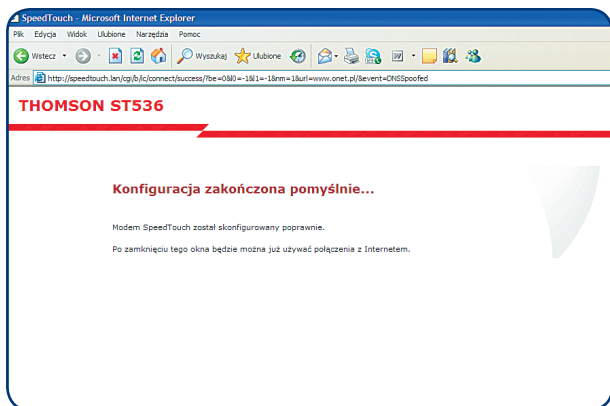 SpeedTouch - Microsoft Internet Explorer
Plik Edycja Widok Ulubione Narzędzia Pomoc
Wstecz Wyszukaj Ulubione
Adres http://speedtouch.lan/cgi/b/ic/connect/success/?be=0&l0=-1&l1=-1&nm=1&url=www.onet.pl/&event=DNSSpoofed
THOMSON ST536
Konfiguracja zakończona pomyślnie...
Modem SpeedTouch został skonfigurowany poprawnie.
Po zamknięciu tego okna będzie można już używać połączenia z Internetem.